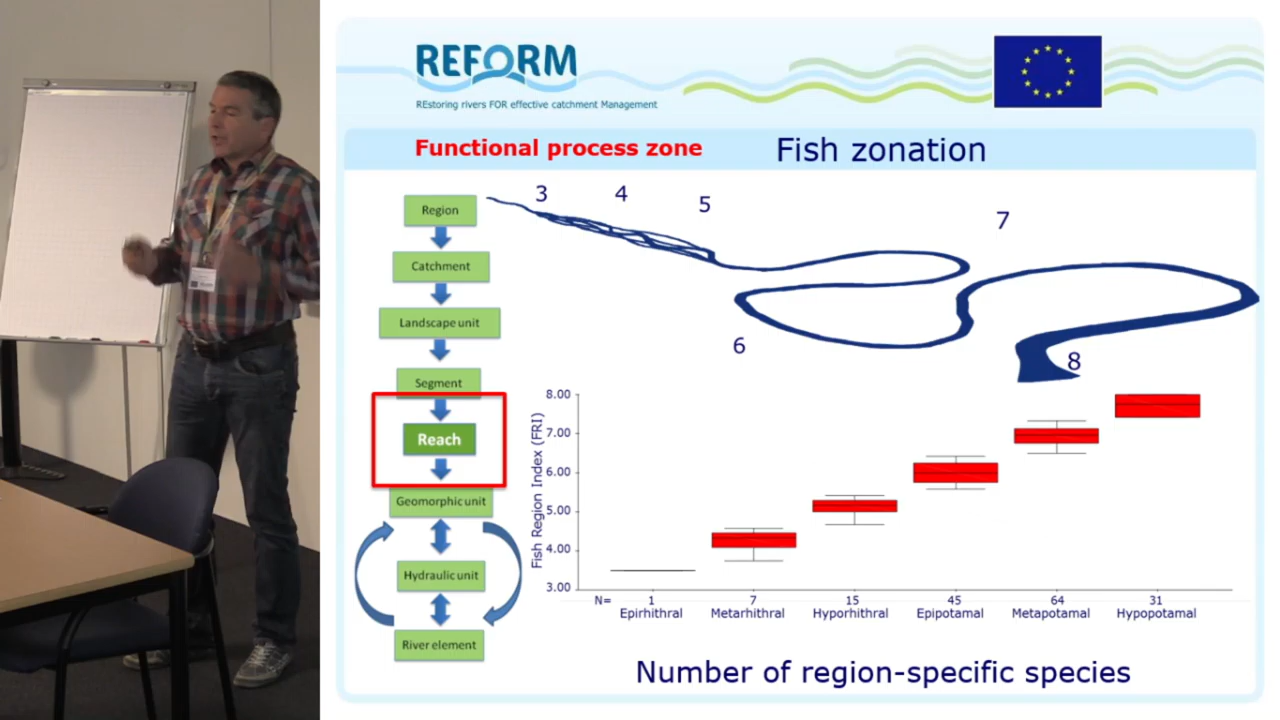 REFORM
REstoring rivers FOR effective catchment Management
Functional process zone
Fish zonation
Region
Catchment
Landscape unit
Segment
Reach
Geomorphic unit
Hydraulic unit
River element
3
4
5
7
6
8
Fish Region Index (FRI)
8.00
7.00
6.00
5.00
4.00
3.00
N= 1 7 15 45 64 31
Epirhithral Metarhithral Hyporhithral Epipotamal Metapotamal Hypopotamal
Number of region-specific species